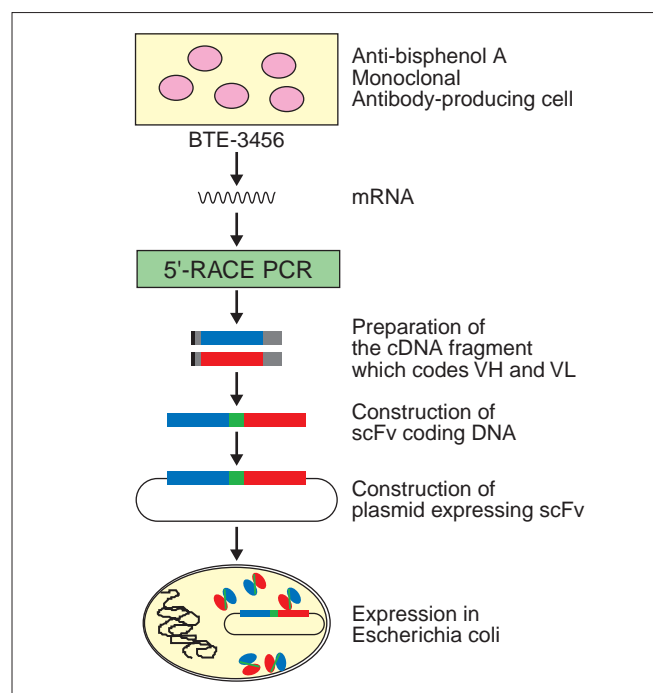 Anti-bisphenol A
Monoclonal
Antibody-producing cell
BTE-3456
mRNA
5'-RACE PCR
Preparation of
the cDNA fragment
which codes VH and VL
Construction of
scFv coding DNA
Construction of
plasmid expressing scFv
Expression in
Escherichia coli